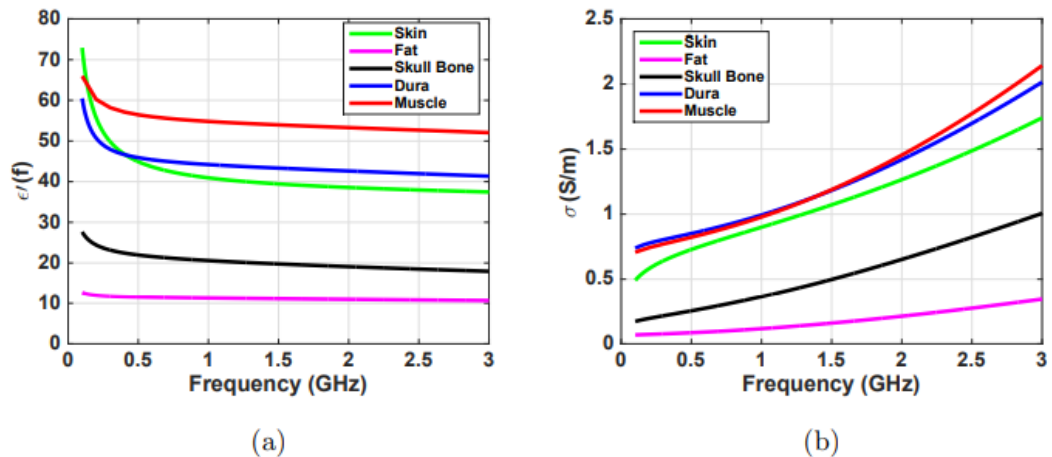 80
70
60
50
40
30
20
10
0
ϵ′(f)
Skin
Fat
Skull Bone
Dura
Muscle
0 0.5 1 1.5 2 2.5 3
Frequency (GHz)
(a)
2.5
2
1.5
1
0.5
0
σ (S/m)
Skin
Fat
Skull Bone
Dura
Muscle
0 0.5 1 1.5 2 2.5 3
Frequency (GHz)
(b)